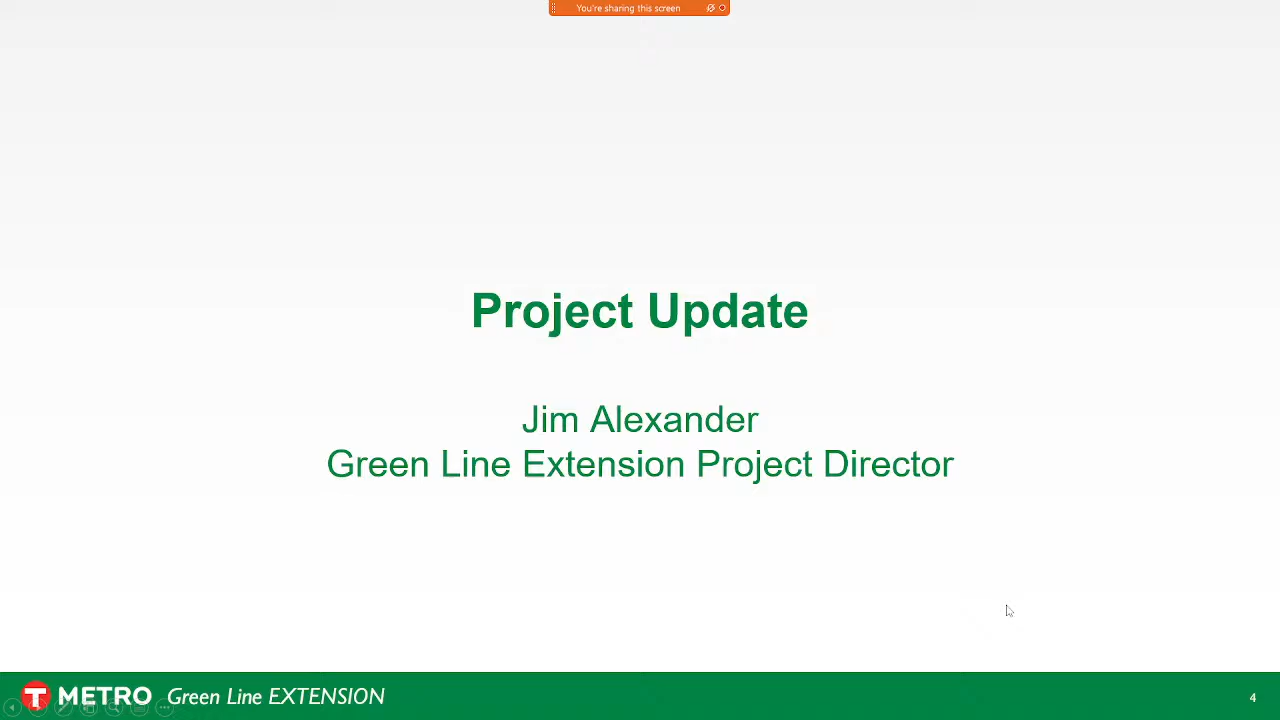 You're sharing this screen
Project Update
Jim Alexander
Green Line Extension Project Director
T METRO Green Line EXTENSION
4